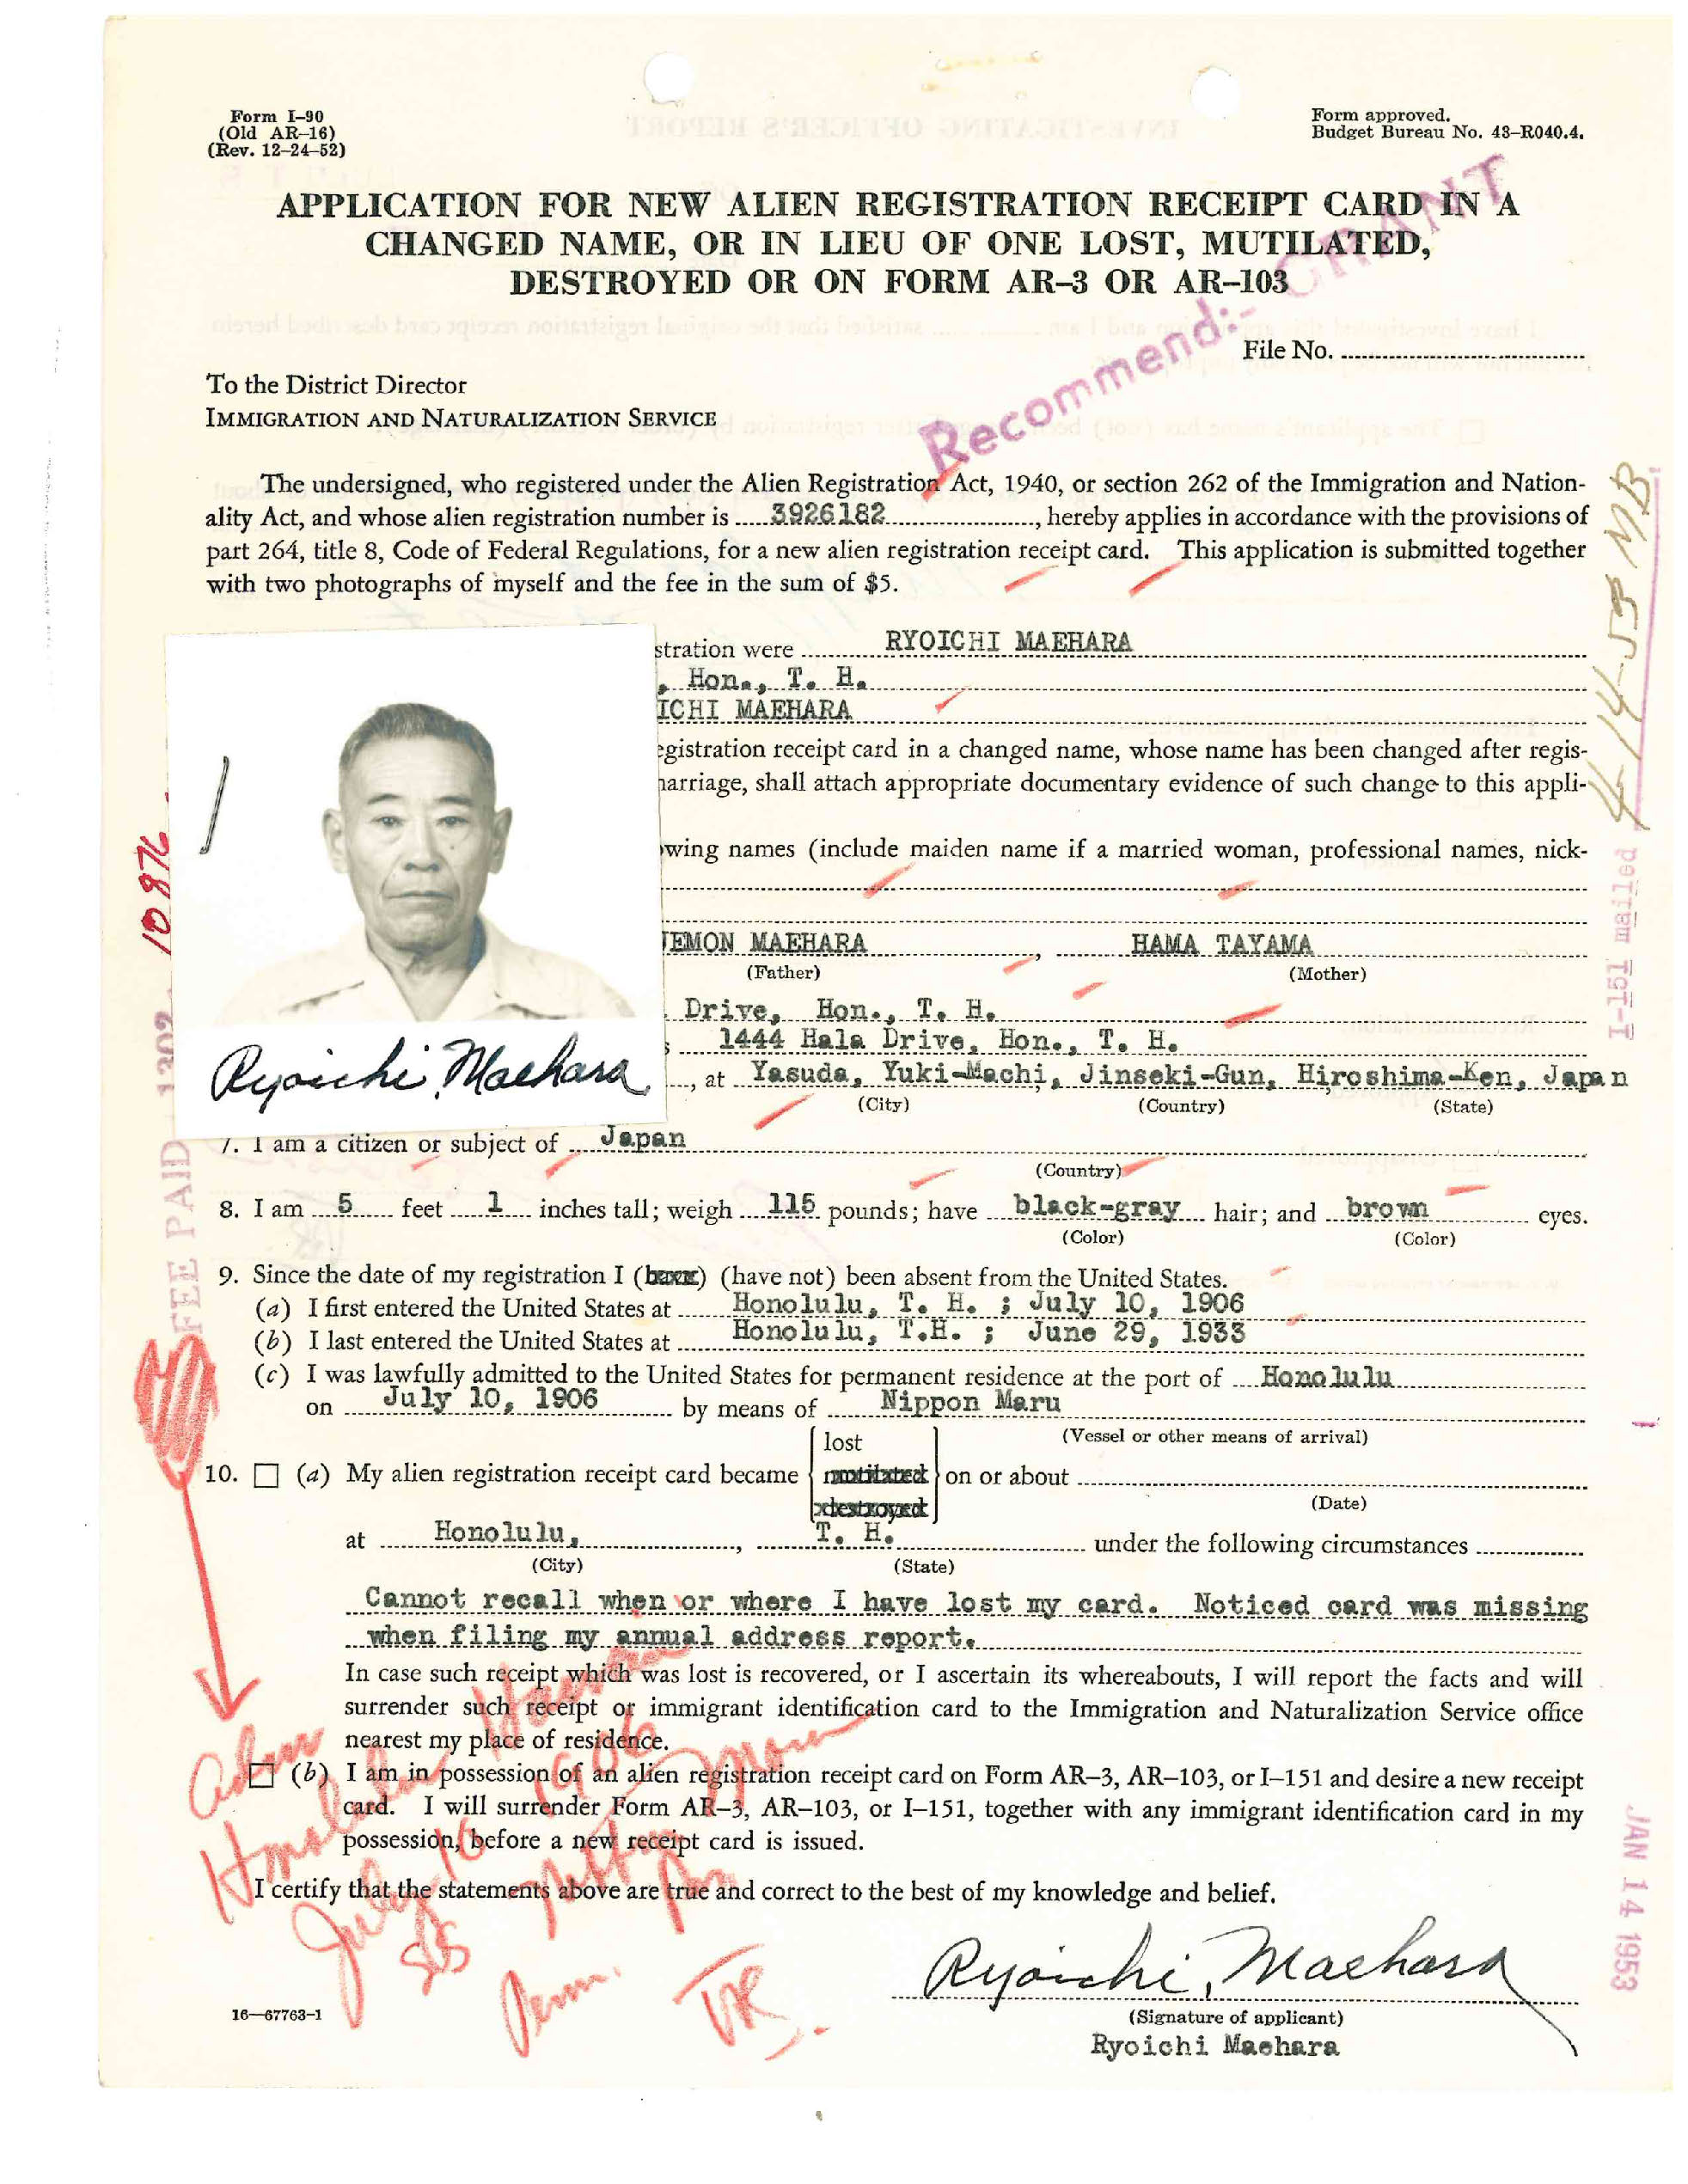 Form I-90
(Old AR-16)
(Rev. 12-24-52)
Form approved.
Budget Bureau No. 43-R040.4.
APPLICATION FOR NEW ALIEN REGISTRATION RECEIPT CARD IN A
CHANGED NAME, OR IN LIEU OF ONE LOST, MUTILATED,
DESTROYED OR ON FORM AR-3 OR AR-103
Recommend:- GRANT
File No.
To the District Director
IMMIGRATION AND NATURALIZATION SERVICE
The undersigned, who registered under the Alien Registration Act, 1940, or section 262 of the Immigration and Nation-
ality Act, and whose alien registration number is 3926182, hereby applies in accordance with the provisions of
part 264, title 8, Code of Federal Regulations, for a new alien registration receipt card. This application is submitted together
with two photographs of myself and the fee in the sum of $5.
stration were RYOICHI MAEHARA
, Hon., T. H.
ICHI MAEHARA
egistration receipt card in a changed name, whose name has been changed after regis-
narriage, shall attach appropriate documentary evidence of such change to this appli-
wing names (include maiden name if a married woman, professional names, nick-
EMON MAEHARA, HAMA TAYAMA
(Father) (Mother)
Drive, Hon., T. H.
1444 Hala Drive, Hon., T. H.
, at Yasuda, Yuki-Machi, Jinseki-Gun, Hiroshima-Ken, Japan
(City) (Country) (State)
Ryoichi Maehara
7. I am a citizen or subject of Japan
(Country)
8. I am 5 feet 1 inches tall; weigh 115 pounds; have black-gray hair; and brown eyes.
(Color) (Color)
9. Since the date of my registration I (have) (have not) been absent from the United States.
(a) I first entered the United States at Honolulu, T. H. ; July 10, 1906
(b) I last entered the United States at Honolulu, T.H. ; June 29, 1933
(c) I was lawfully admitted to the United States for permanent residence at the port of Honolulu
on July 10, 1906 by means of Nippon Maru
(Vessel or other means of arrival)
lost
10. (a) My alien registration receipt card became mutilated on or about
destroyed
(Date)
at Honolulu, , T. H. under the following circumstances
(City) (State)
Cannot recall when or where I have lost my card. Noticed card was missing
when filing my annual address report.
In case such receipt which was lost is recovered, or I ascertain its whereabouts, I will report the facts and will
surrender such receipt or immigrant identification card to the Immigration and Naturalization Service office
nearest my place of residence.
(b) I am in possession of an alien registration receipt card on Form AR-3, AR-103, or I-151 and desire a new receipt
card. I will surrender Form AR-3, AR-103, or I-151, together with any immigrant identification card in my
possession, before a new receipt card is issued.
I certify that the statements above are true and correct to the best of my knowledge and belief.
Adm
Honolulu Hawaii
July 10 1906
SS Nippon Maru
Perm.
Ryoichi Maehara
(Signature of applicant)
Ryoichi Maehara
16-67763-1
10876
FEE PAID 1302
I-151 mailed 4-14-53 MB
JAN 14 1953